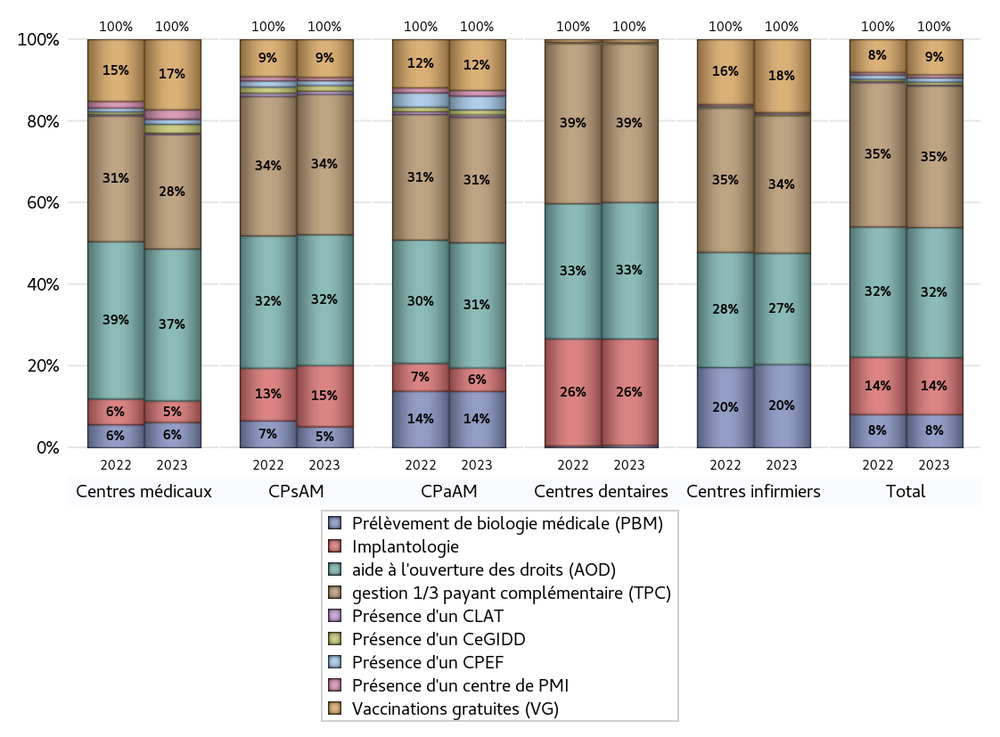 100% 100% 100% 100% 100% 100% 100% 100% 100% 100% 100% 100%
100%
80%
60%
40%
20%
0%
15% 17% 9% 9% 12% 12% 16% 18% 8% 9%
31% 28% 34% 34% 31% 31% 39% 39% 35% 34% 35% 35%
39% 37% 32% 32% 30% 31% 33% 33% 28% 27% 32% 32%
6% 5% 13% 15% 7% 6% 26% 26% 14% 14%
6% 6% 7% 5% 14% 14% 20% 20% 8% 8%
2022 2023 2022 2023 2022 2023 2022 2023 2022 2023 2022 2023
Centres médicaux CPsAM CPaAM Centres dentaires Centres infirmiers Total
Prélèvement de biologie médicale (PBM)
Implantologie
aide à l'ouverture des droits (AOD)
gestion 1/3 payant complémentaire (TPC)
Présence d'un CLAT
Présence d'un CeGIDD
Présence d'un CPEF
Présence d'un centre de PMI
Vaccinations gratuites (VG)